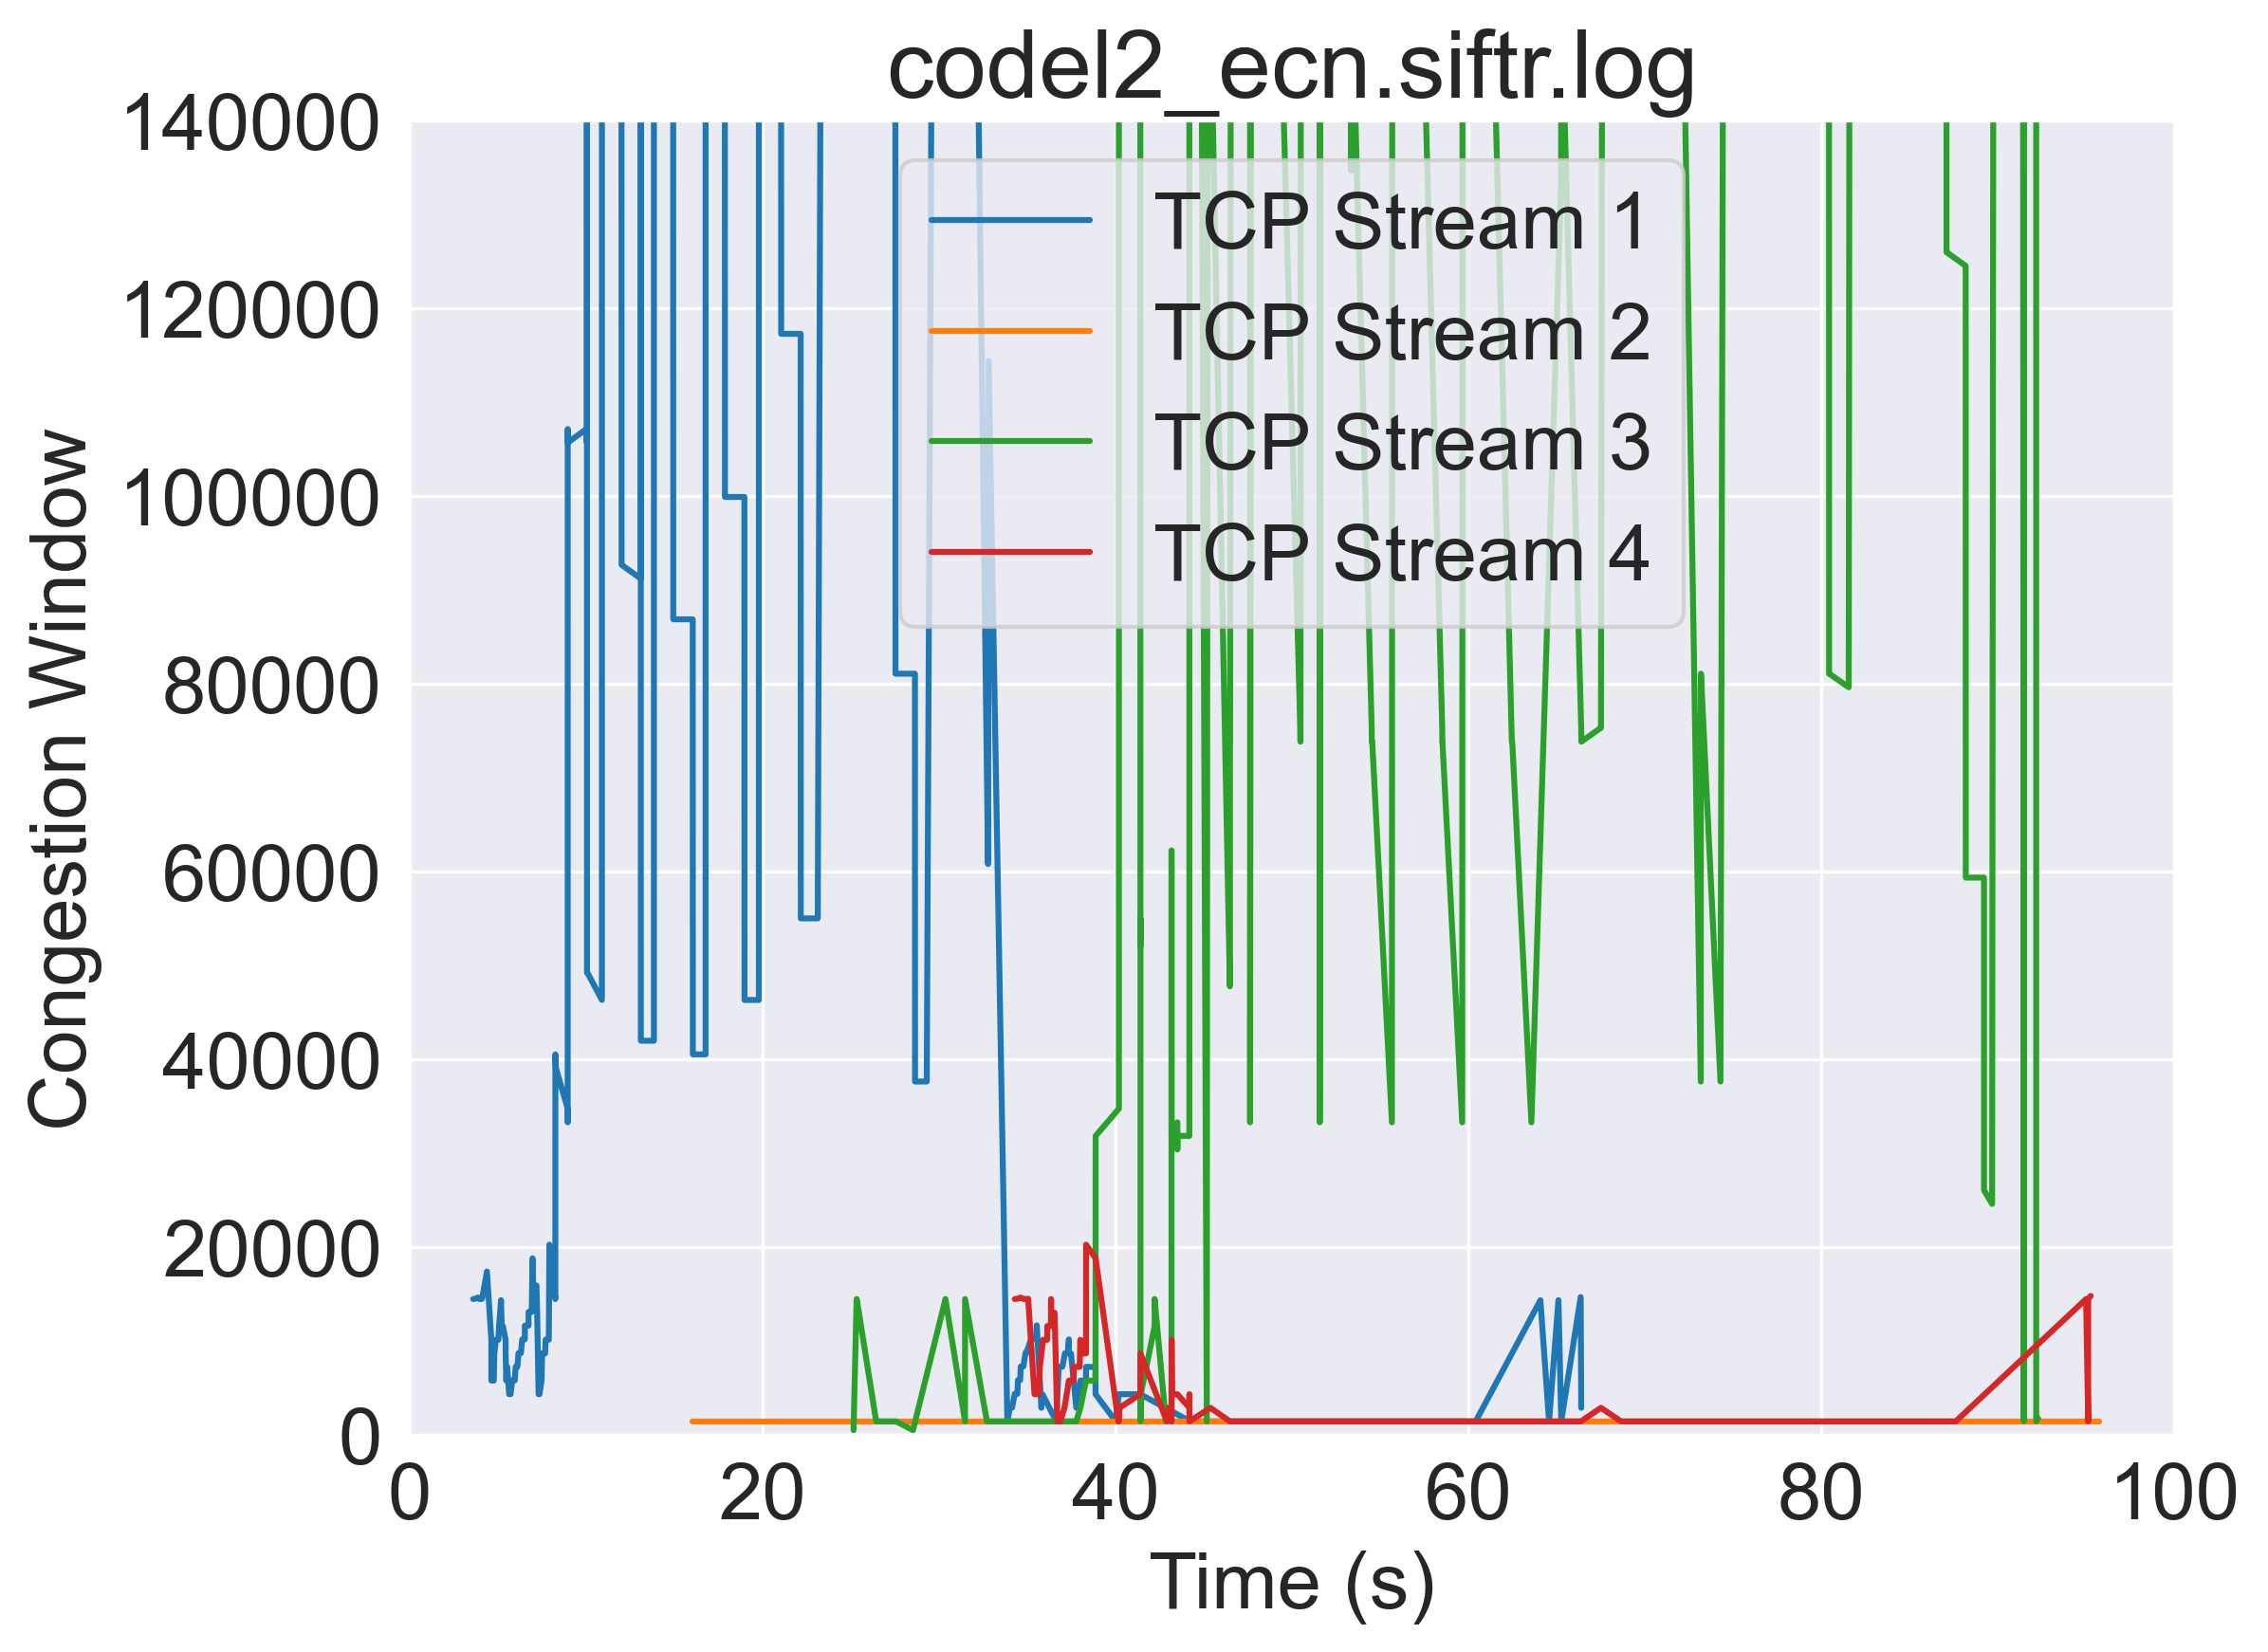 codel2_ecn.siftr.log
Congestion Window
140000
120000
100000
80000
60000
40000
20000
0
TCP Stream 1
TCP Stream 2
TCP Stream 3
TCP Stream 4
0 20 40 60 80 100
Time (s)